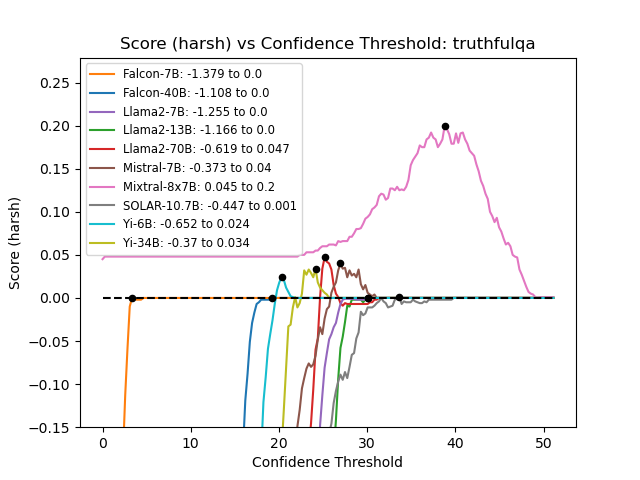 Score (harsh) vs Confidence Threshold: truthfulqa
Falcon-7B: -1.379 to 0.0
Falcon-40B: -1.108 to 0.0
Llama2-7B: -1.255 to 0.0
Llama2-13B: -1.166 to 0.0
Llama2-70B: -0.619 to 0.047
Mistral-7B: -0.373 to 0.04
Mixtral-8x7B: 0.045 to 0.2
SOLAR-10.7B: -0.447 to 0.001
Yi-6B: -0.652 to 0.024
Yi-34B: -0.37 to 0.034
Score (harsh)
0.25
0.20
0.15
0.10
0.05
0.00
−0.05
−0.10
−0.15
0 10 20 30 40 50
Confidence Threshold